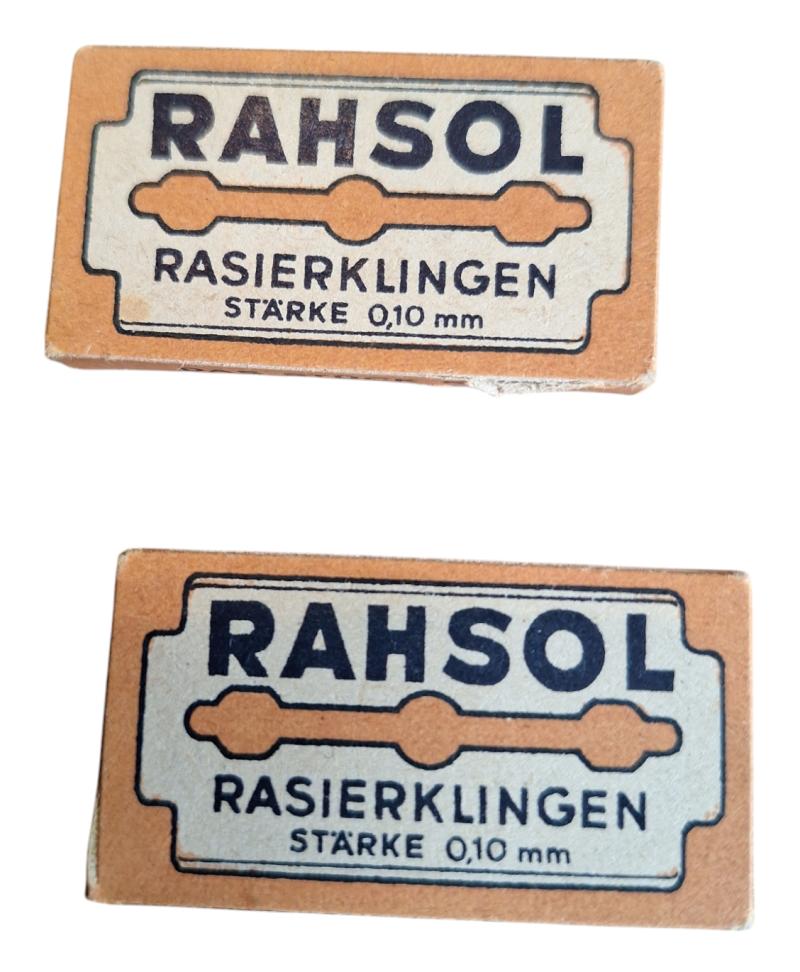 RAHSOL
RASIERKLINGEN
STÄRKE 0,10 mm
RAHSOL
RASIERKLINGEN
STÄRKE 0,10 mm